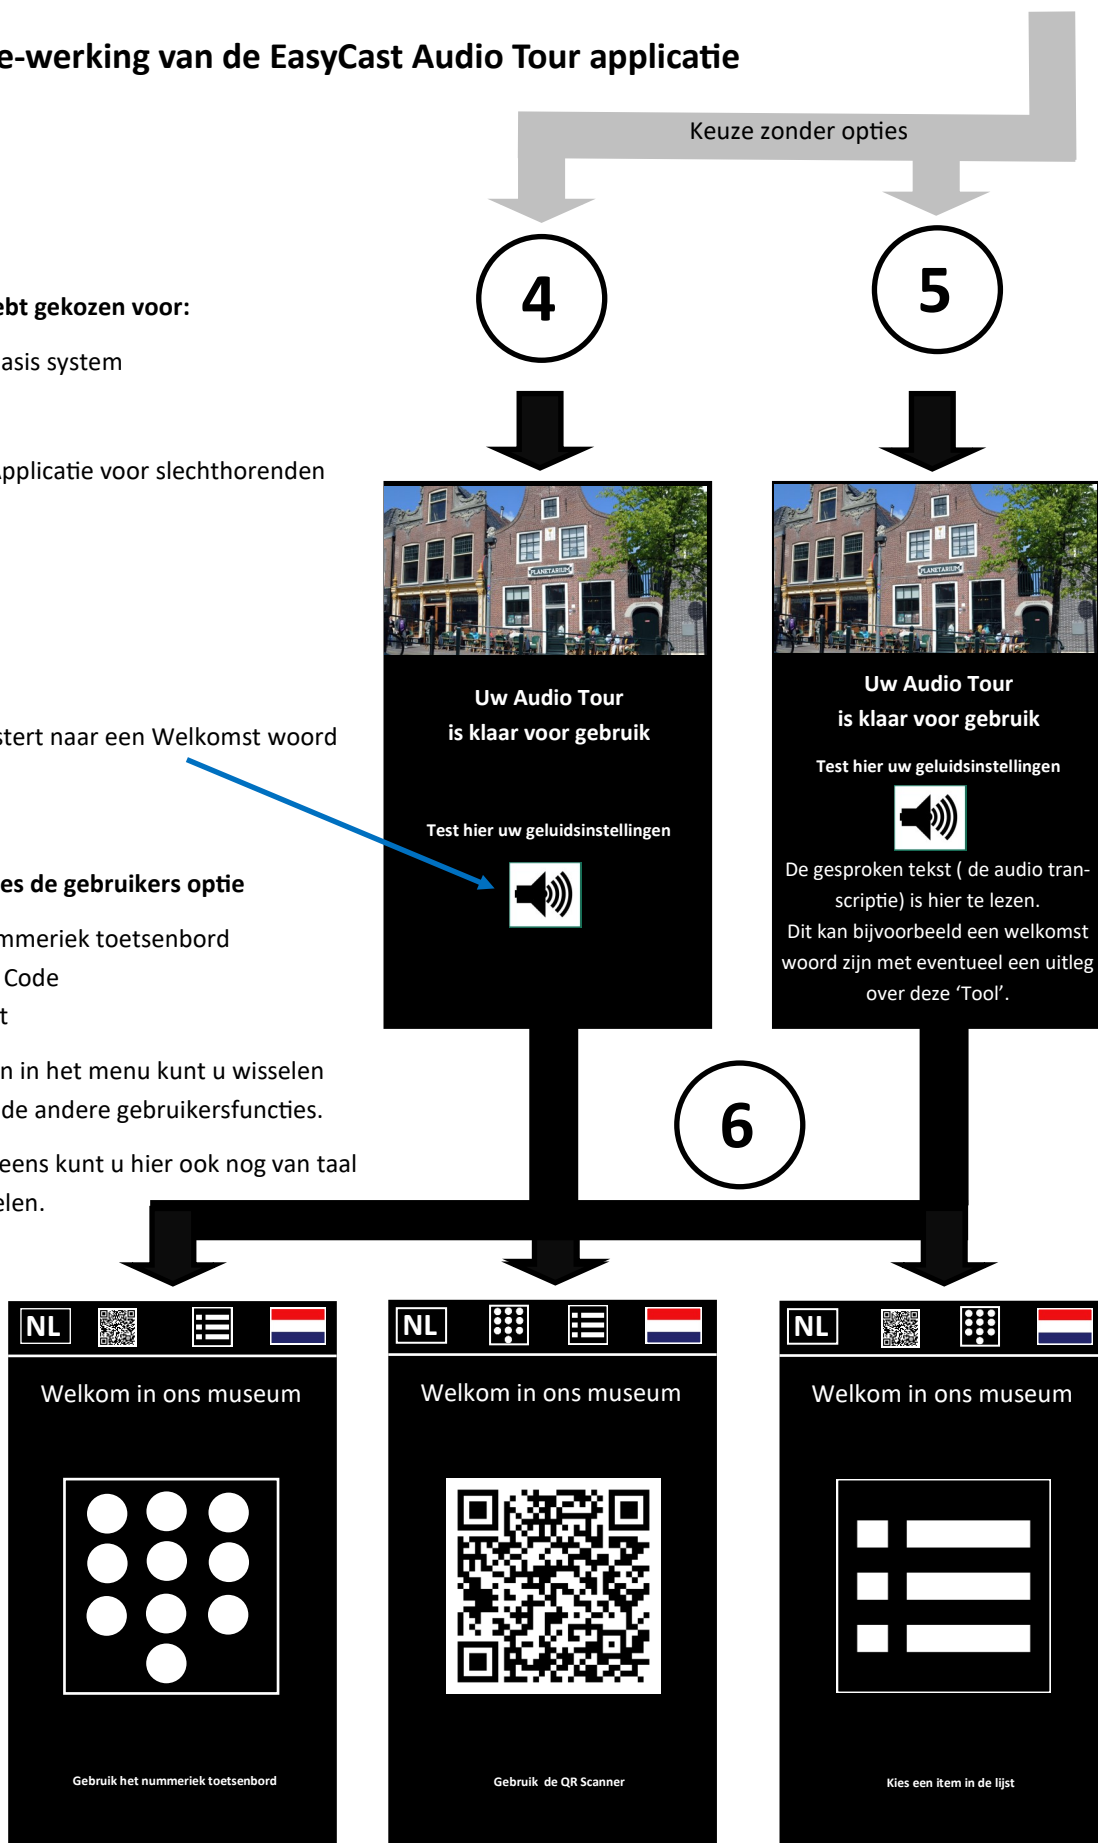 e-werking van de EasyCast Audio Tour applicatie
Keuze zonder opties
4
5
ebt gekozen voor:
asis system
Applicatie voor slechthorenden
stert naar een Welkomst woord
es de gebruikers optie
mmeriek toetsenbord
Code
t
n in het menu kunt u wisselen
de andere gebruikersfuncties.
eens kunt u hier ook nog van taal
elen.
PLANETARIUM
Uw Audio Tour
is klaar voor gebruik
Test hier uw geluidsinstellingen
PLANETARIUM
Uw Audio Tour
is klaar voor gebruik
Test hier uw geluidsinstellingen
De gesproken tekst ( de audio tran-
scriptie) is hier te lezen.
Dit kan bijvoorbeeld een welkomst
woord zijn met eventueel een uitleg
over deze ‘Tool’.
6
NL
Welkom in ons museum
Gebruik het nummeriek toetsenbord
NL
Welkom in ons museum
Gebruik de QR Scanner
NL
Welkom in ons museum
Kies een item in de lijst